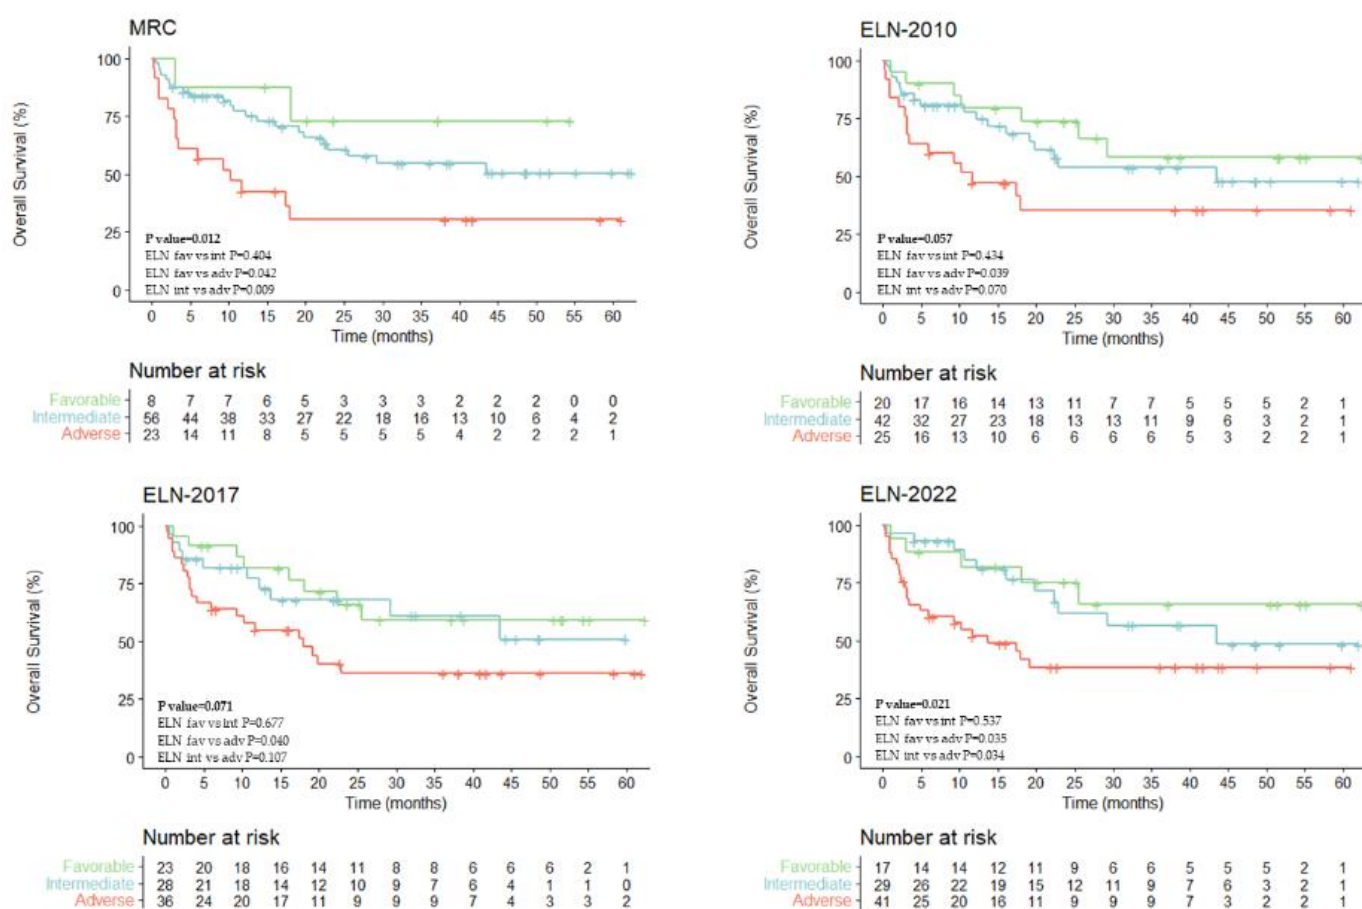 MRC
Overall Survival (%)
100
75
50
25
0
P value=0.012
ELN fav vs int P=0.404
ELN fav vs adv P=0.042
ELN int vs adv P=0.009
0 5 10 15 20 25 30 35 40 45 50 55 60
Time (months)
Number at risk
Favorable 8 7 7 6 5 3 3 3 2 2 2 0 0
Intermediate 56 44 38 33 27 22 18 16 13 10 6 4 2
Adverse 23 14 11 8 5 5 5 5 4 2 2 2 1
ELN-2010
Overall Survival (%)
100
75
50
25
0
P value=0.057
ELN fav vs int P=0.434
ELN fav vs adv P=0.039
ELN int vs adv P=0.070
0 5 10 15 20 25 30 35 40 45 50 55 60
Time (months)
Number at risk
Favorable 20 17 16 14 13 11 7 7 5 5 5 2 1
Intermediate 42 32 27 23 18 13 13 11 9 6 3 2 1
Adverse 25 16 13 10 6 6 6 6 5 3 2 2 1
ELN-2017
Overall Survival (%)
100
75
50
25
0
P value=0.071
ELN fav vs int P=0.677
ELN fav vs adv P=0.040
ELN int vs adv P=0.107
0 5 10 15 20 25 30 35 40 45 50 55 60
Time (months)
Number at risk
Favorable 23 20 18 16 14 11 8 8 6 6 6 2 1
Intermediate 28 21 18 14 12 10 9 7 6 4 1 1 0
Adverse 36 24 20 17 11 9 9 9 7 4 3 3 2
ELN-2022
Overall Survival (%)
100
75
50
25
0
P value=0.021
ELN fav vs int P=0.537
ELN fav vs adv P=0.035
ELN int vs adv P=0.034
0 5 10 15 20 25 30 35 40 45 50 55 60
Time (months)
Number at risk
Favorable 17 14 14 12 11 9 6 6 5 5 5 2 1
Intermediate 29 26 22 19 15 12 11 9 7 6 3 2 1
Adverse 41 25 20 16 11 9 9 9 7 3 2 2 1